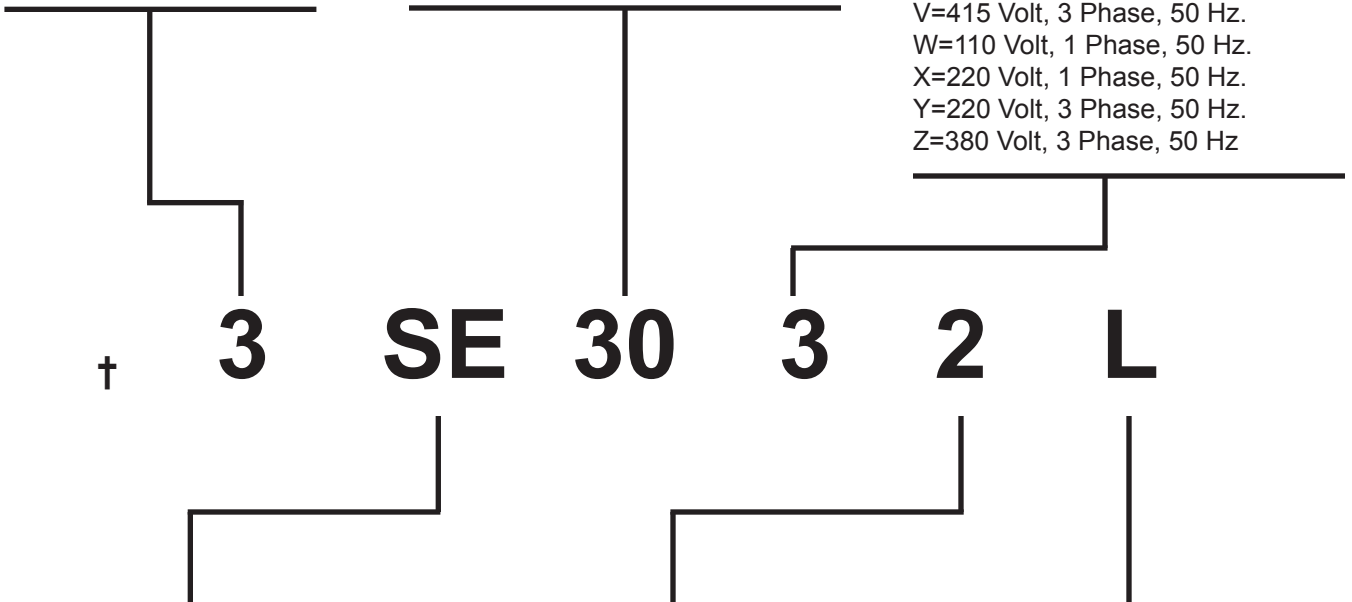 V=415 Volt, 3 Phase, 50 Hz.
W=110 Volt, 1 Phase, 50 Hz.
X=220 Volt, 1 Phase, 50 Hz.
Y=220 Volt, 3 Phase, 50 Hz.
Z=380 Volt, 3 Phase, 50 Hz
† 3 SE 30 3 2 L